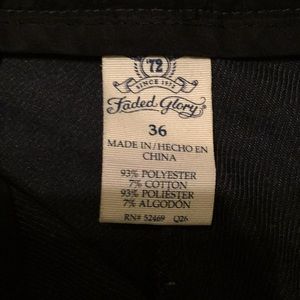 '72
SINCE 1972
Faded Glory
36
MADE IN / HECHO EN
CHINA
93% POLYESTER
7% COTTON
93% POLIÉSTER
7% ALGODÓN
RN# 52469 Q26